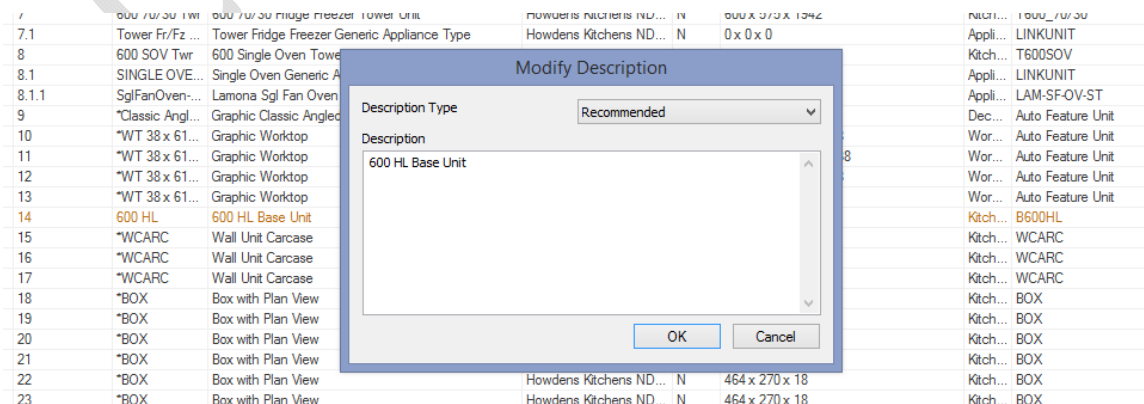 7 600 70/30 Twr 600 70/30 Fridge Freezer Tower Unit Howdens Kitchens ND... N 600 x 575 x 1942 Kitch... T600_70/30
7.1 Tower Fr/Fz ... Tower Fridge Freezer Generic Appliance Type Howdens Kitchens ND... N 0 x 0 x 0 Appli... LINKUNIT
8 600 SOV Twr 600 Single Oven Towe Kitch... T600SOV
8.1 SINGLE OVE... Single Oven Generic A Appli... LINKUNIT
8.1.1 SglFanOven-... Lamona Sgl Fan Oven Appli... LAM-SF-OV-ST
9 *Classic Angl... Graphic Classic Angled Dec... Auto Feature Unit
10 *WT 38 x 61... Graphic Worktop Wor... Auto Feature Unit
11 *WT 38 x 61... Graphic Worktop 38 Wor... Auto Feature Unit
12 *WT 38 x 61... Graphic Worktop Wor... Auto Feature Unit
13 *WT 38 x 61... Graphic Worktop Wor... Auto Feature Unit
14 600 HL 600 HL Base Unit Kitch... B600HL
15 *WCARC Wall Unit Carcase Kitch... WCARC
16 *WCARC Wall Unit Carcase Kitch... WCARC
17 *WCARC Wall Unit Carcase Kitch... WCARC
18 *BOX Box with Plan View Kitch... BOX
19 *BOX Box with Plan View Kitch... BOX
20 *BOX Box with Plan View Kitch... BOX
21 *BOX Box with Plan View Kitch... BOX
22 *BOX Box with Plan View Howdens Kitchens ND... N 464 x 270 x 18 Kitch... BOX
23 *BOX Box with Plan View Howdens Kitchens ND... N 464 x 270 x 18 Kitch... BOX
Modify Description
Description Type Recommended
Description
600 HL Base Unit
OK Cancel